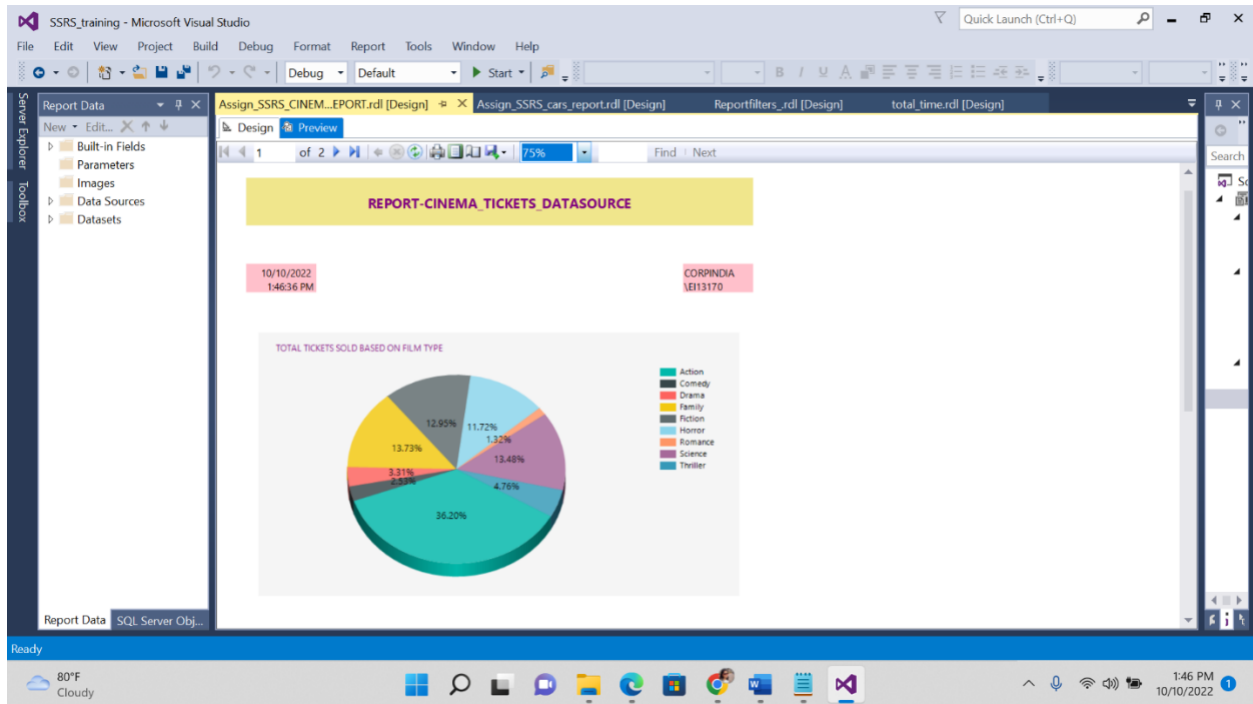 SSRS_training - Microsoft Visual Studio
Quick Launch (Ctrl+Q)
File Edit View Project Build Debug Format Report Tools Window Help
Debug Default Start
B I U A
Server Explorer
Toolbox
Report Data
New Edit...
Built-in Fields
Parameters
Images
Data Sources
Datasets
Report Data SQL Server Obj...
Assign_SSRS_CINEM...EPORT.rdl [Design] Assign_SSRS_cars_report.rdl [Design] Reportfilters_rdl [Design] total_time.rdl [Design]
Design Preview
1 of 2 75% Find Next
REPORT-CINEMA_TICKETS_DATASOURCE
10/10/2022
1:46:36 PM
CORPINDIA
\EI13170
TOTAL TICKETS SOLD BASED ON FILM TYPE
12.95%
11.72%
1.32%
13.73%
13.48%
3.31%
2.53%
4.76%
36.20%
Action
Comedy
Drama
Family
Fiction
Horror
Romance
Science
Thriller
Search
Ready
80°F
Cloudy
1:46 PM
10/10/2022
1